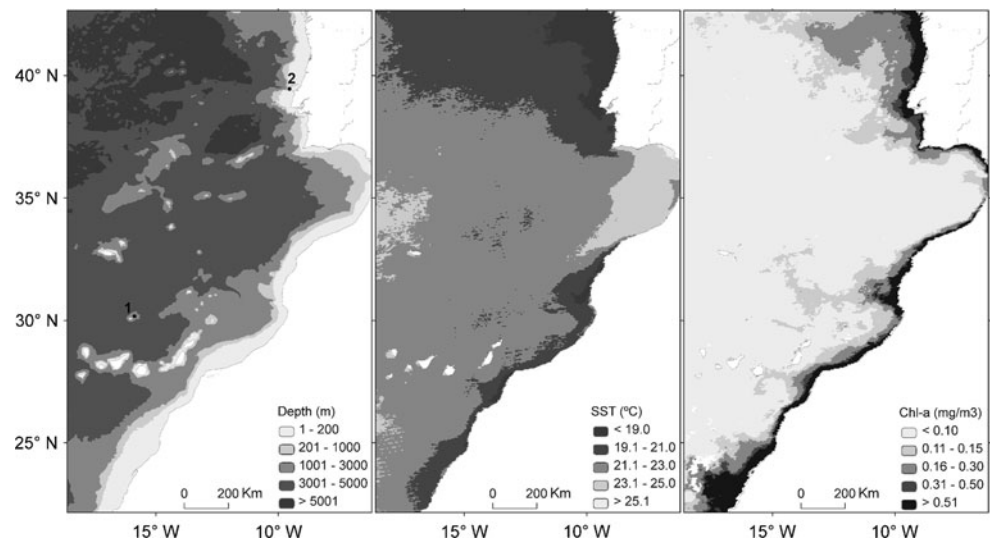 40° N
35° N
30° N
25° N
2
1
Depth (m)
1 - 200
201 - 1000
1001 - 3000
3001 - 5000
> 5001
0 200 Km
15° W 10° W
SST (ºC)
< 19.0
19.1 - 21.0
21.1 - 23.0
23.1 - 25.0
> 25.1
0 200 Km
15° W 10° W
Chl-a (mg/m3)
< 0.10
0.11 - 0.15
0.16 - 0.30
0.31 - 0.50
> 0.51
0 200 Km
15° W 10° W